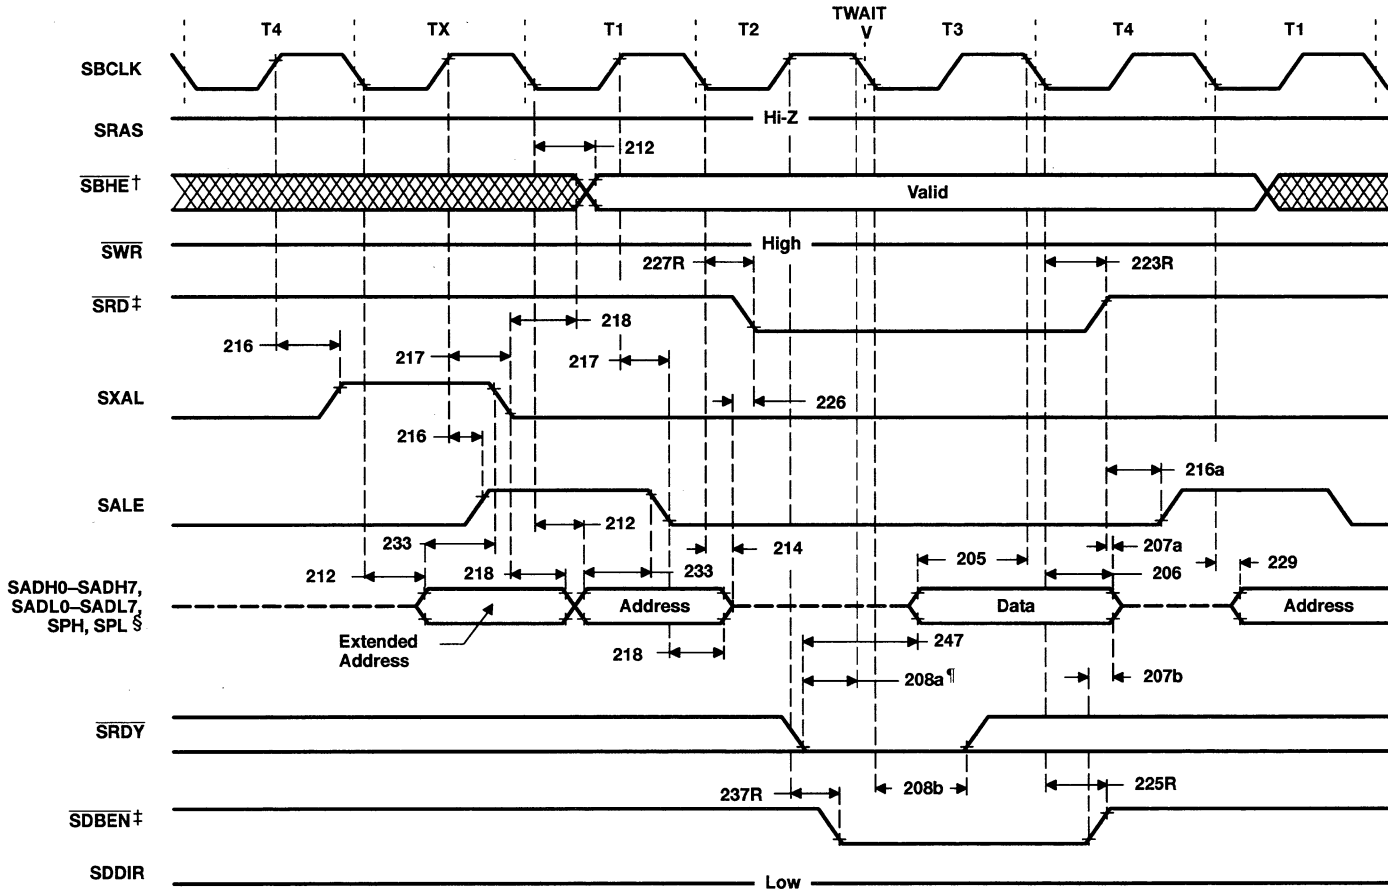 TWAIT
T4 TX T1 T2 V T3 T4 T1
SBCLK
SRAS Hi-Z
212
SBHE† Valid
SWR High
227R 223R
SRD‡
218
216 217 217
SXAL
226
216
216a
SALE
212
233 214 205 207a
212 218 233 206 229
SADH0–SADH7,
SADL0–SADL7, Address Data Address
SPH, SPL §
Extended 247
Address
218
208a¶ 207b
SRDY
237R 208b 225R
SDBEN‡
SDDIR
Low